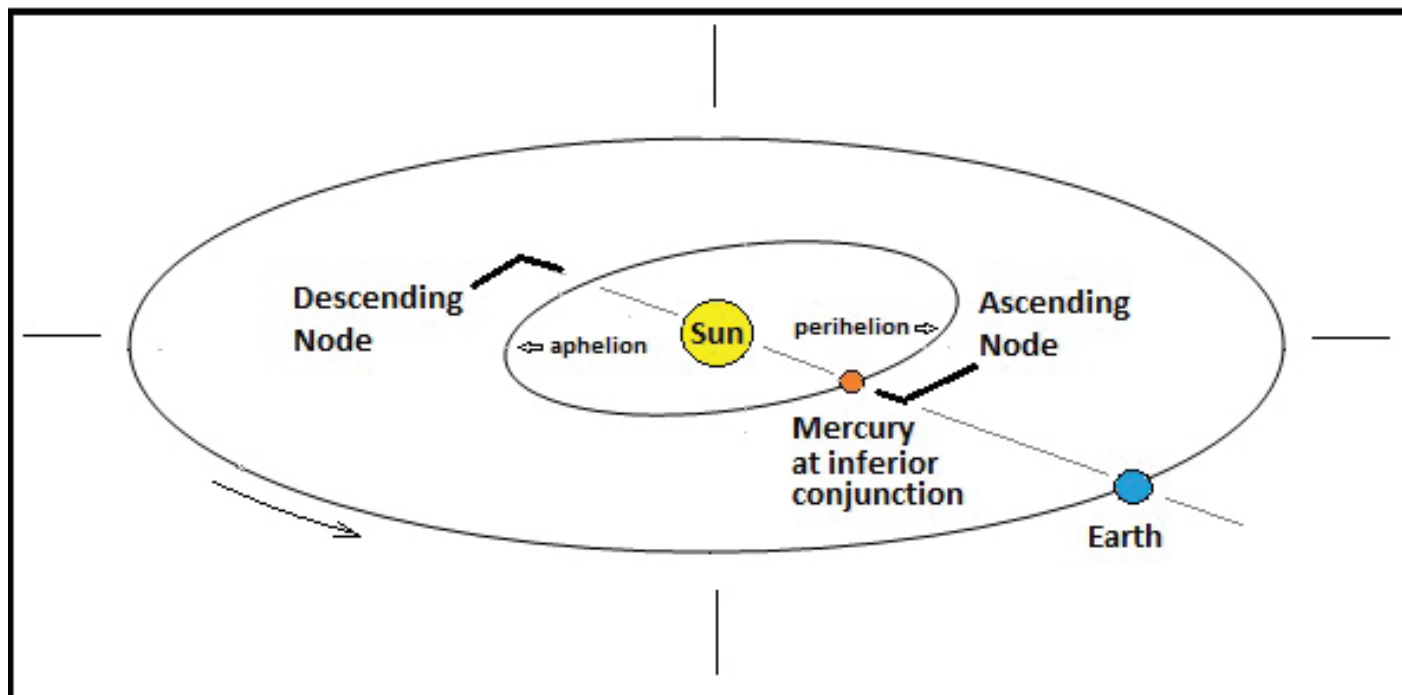 Descending
Node
aphelion
Sun
perihelion
Ascending
Node
Mercury
at inferior
conjunction
Earth